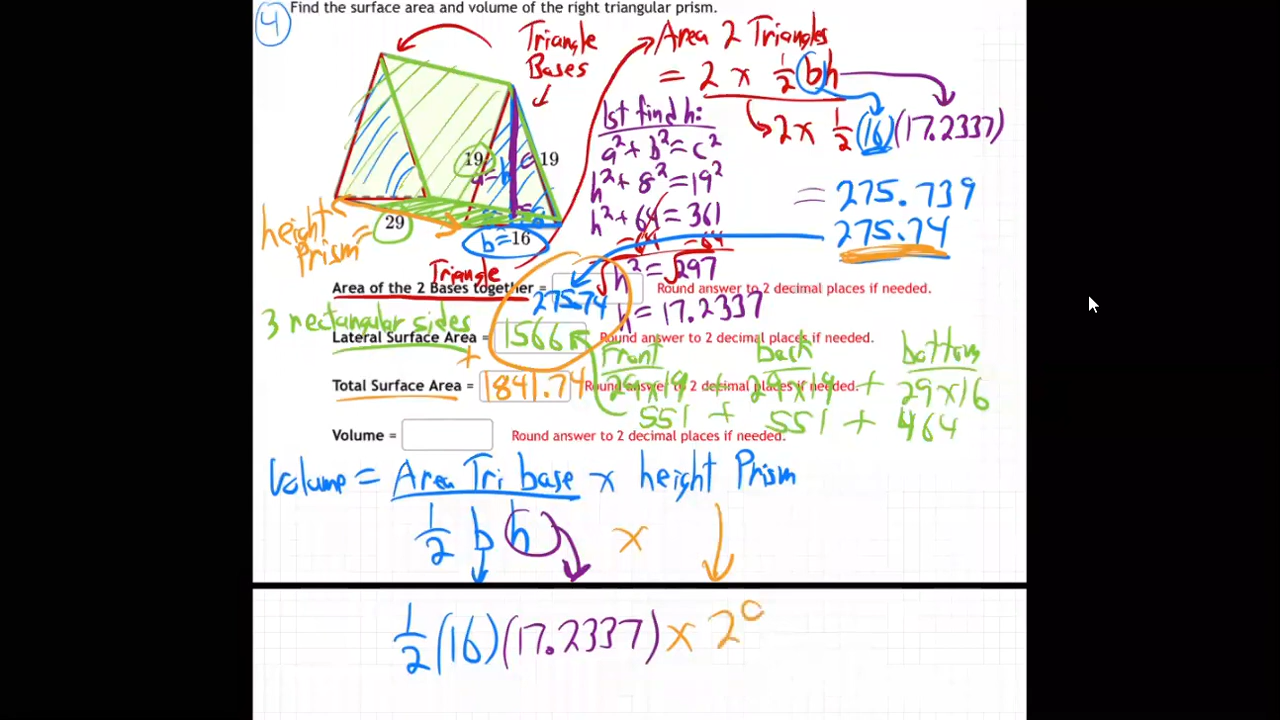 4 Find the surface area and volume of the right triangular prism.
Triangle
Bases
Area 2 Triangles
= 2 x 1/2 bh
2 x 1/2 (16)(17.2337)
= 275.739
275.74
1st find h:
a² + b² = c²
h² + 8² = 19²
h² + 64 = 361
-64 -64
√h² = √297
h = 17.2337
19
19
29
b = 16
height
Prism =
Triangle
Area of the 2 Bases together = 275.74 Round answer to 2 decimal places if needed.
3 rectangular sides
Lateral Surface Area = 1566 Round answer to 2 decimal places if needed.
+
Total Surface Area = 1841.74 Round answer to 2 decimal places if needed.
front back bottom
29x19 + 29x19 + 29x16
551 + 551 + 464
Volume = Round answer to 2 decimal places if needed.
Volume = Area Tri base x height Prism
1/2 b h x
1/2 (16)(17.2337) x 2